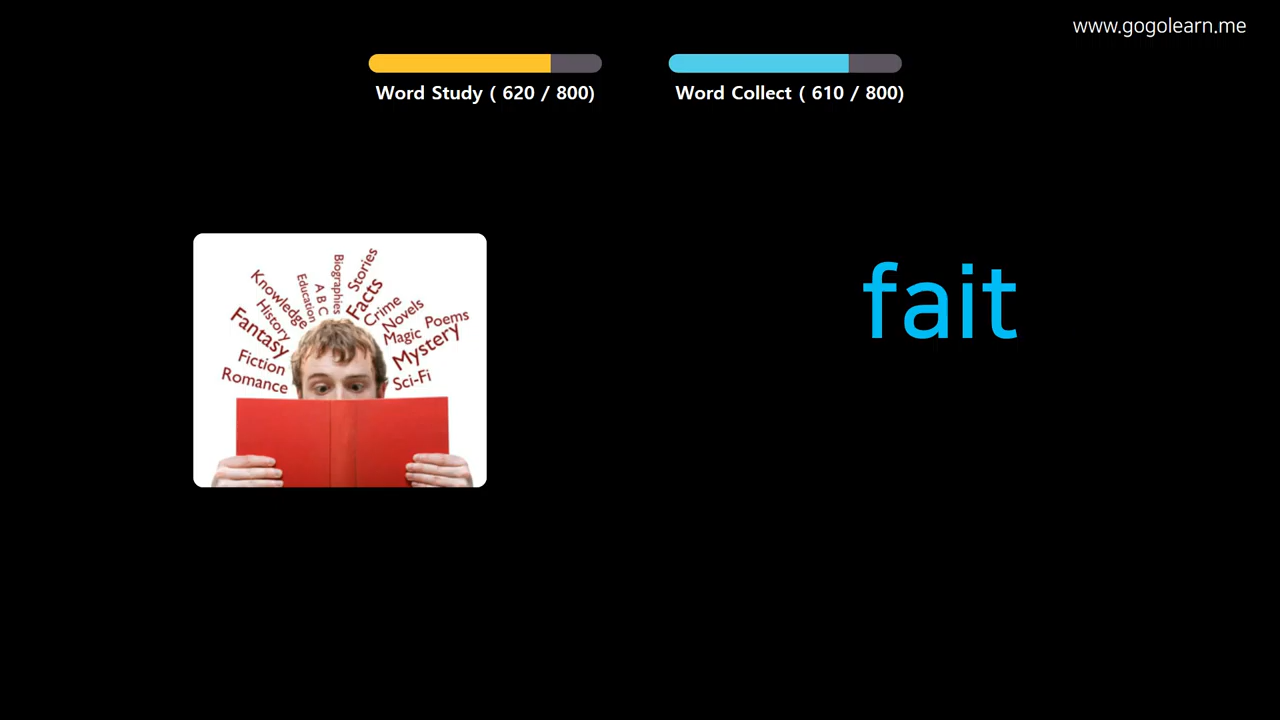 www.gogolearn.me
Word Study ( 620 / 800)
Word Collect ( 610 / 800)
fait
Stories
Biographies
Facts
A B C
Education
Knowledge
Crime
History
Novels
Fantasy
Poems
Magic
Mystery
Fiction
Romance
Sci-Fi